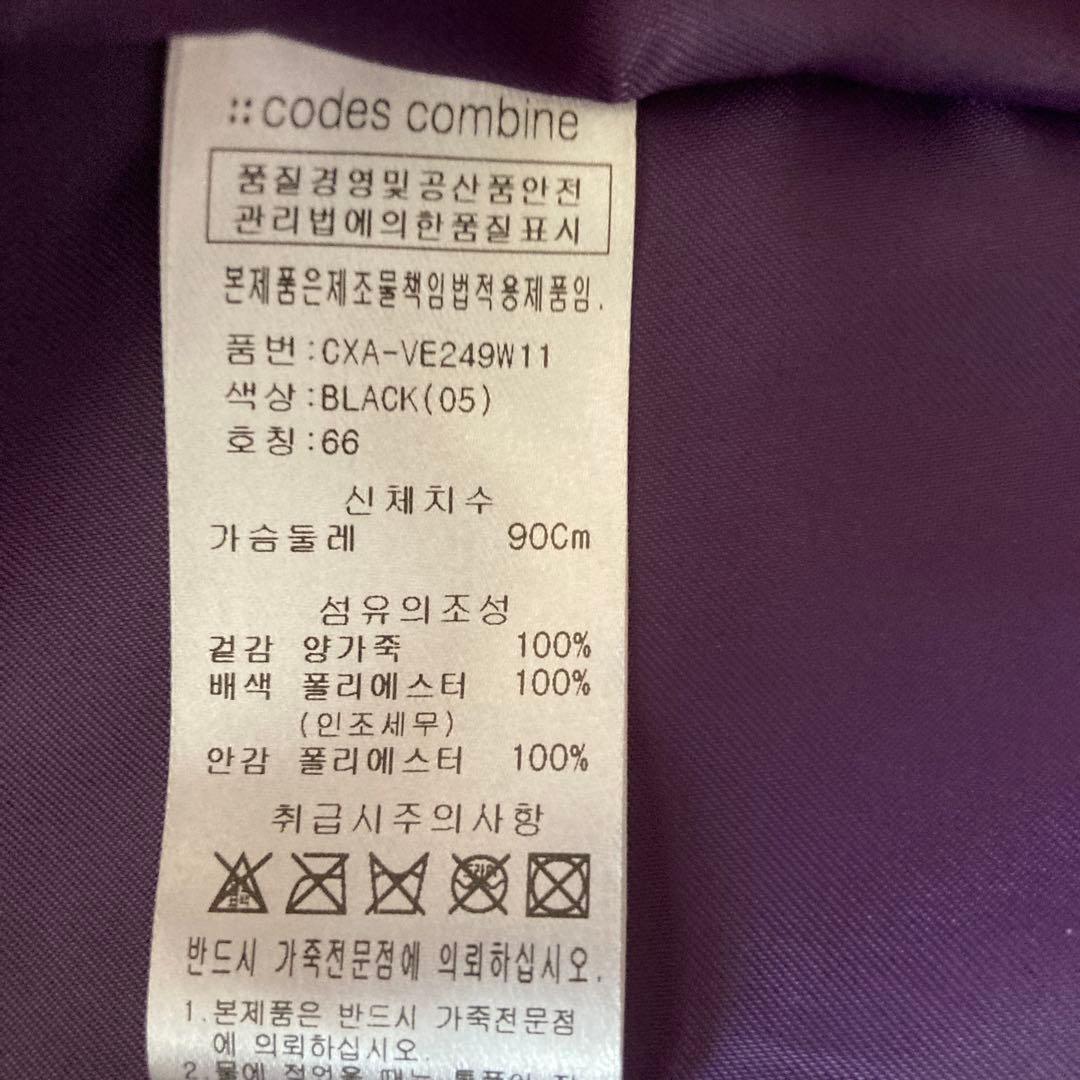 ::codes combine
품질경영및공산품안전
관리법에의한품질표시
본제품은제조물책임법적용제품임.
품번:CXA-VE249W11
색상:BLACK(05)
호칭:66
신체치수
가슴둘레 90Cm
섬유의조성
겉감 양가죽 100%
배색 폴리에스터 100%
(인조세무)
안감 폴리에스터 100%
취급시주의사항
반드시 가죽전문점에 의뢰하십시오.
1.본제품은 반드시 가죽전문점
에 의뢰하십시오.
2.물에